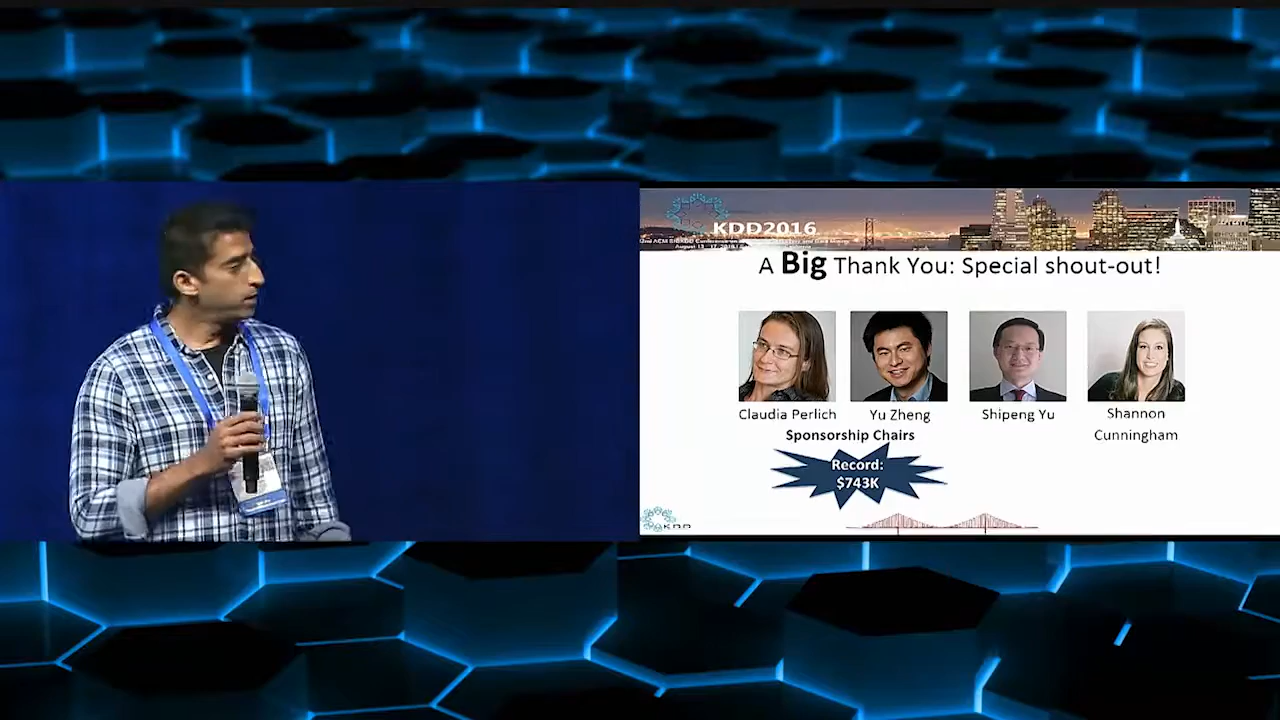 KDD2016
A Big Thank You: Special shout-out!
Claudia Perlich
Yu Zheng
Shipeng Yu
Shannon
Cunningham
Sponsorship Chairs
Record:
$743K
KDD